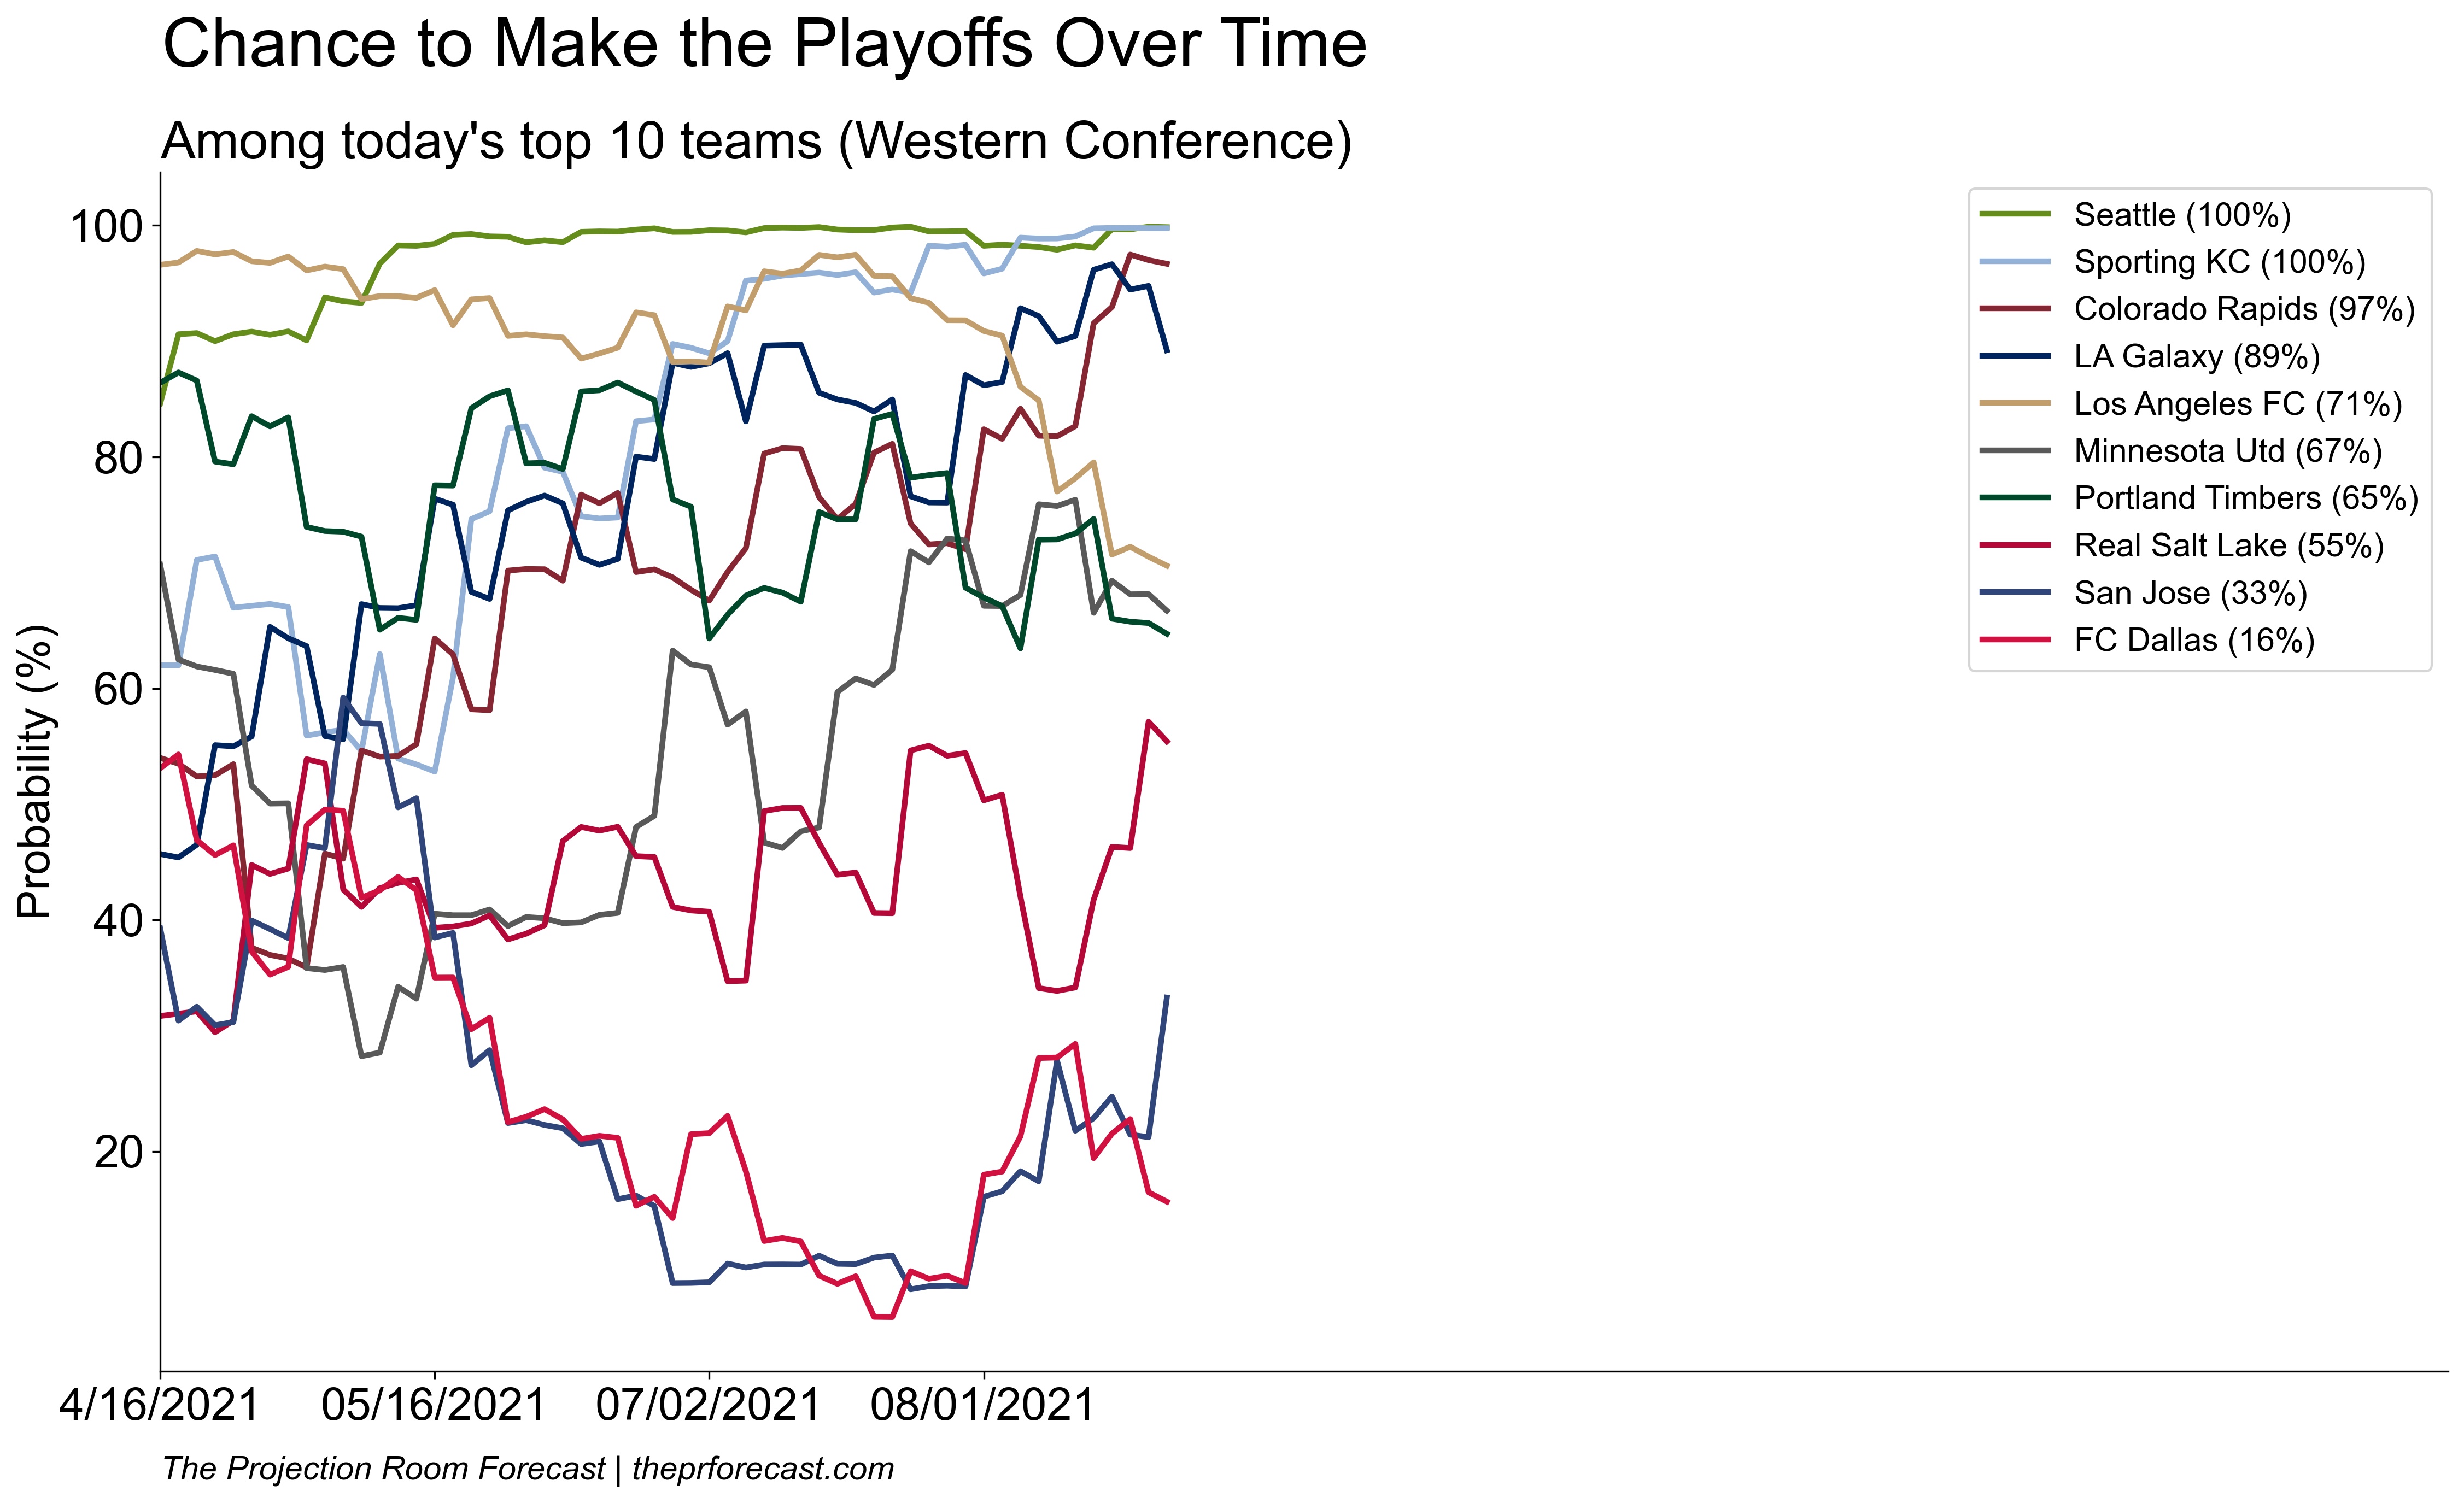 Chance to Make the Playoffs Over Time
Among today's top 10 teams (Western Conference)
Probability (%)
100
80
60
40
20
4/16/2021
05/16/2021
07/02/2021
08/01/2021
Seattle (100%)
Sporting KC (100%)
Colorado Rapids (97%)
LA Galaxy (89%)
Los Angeles FC (71%)
Minnesota Utd (67%)
Portland Timbers (65%)
Real Salt Lake (55%)
San Jose (33%)
FC Dallas (16%)
The Projection Room Forecast | theprforecast.com